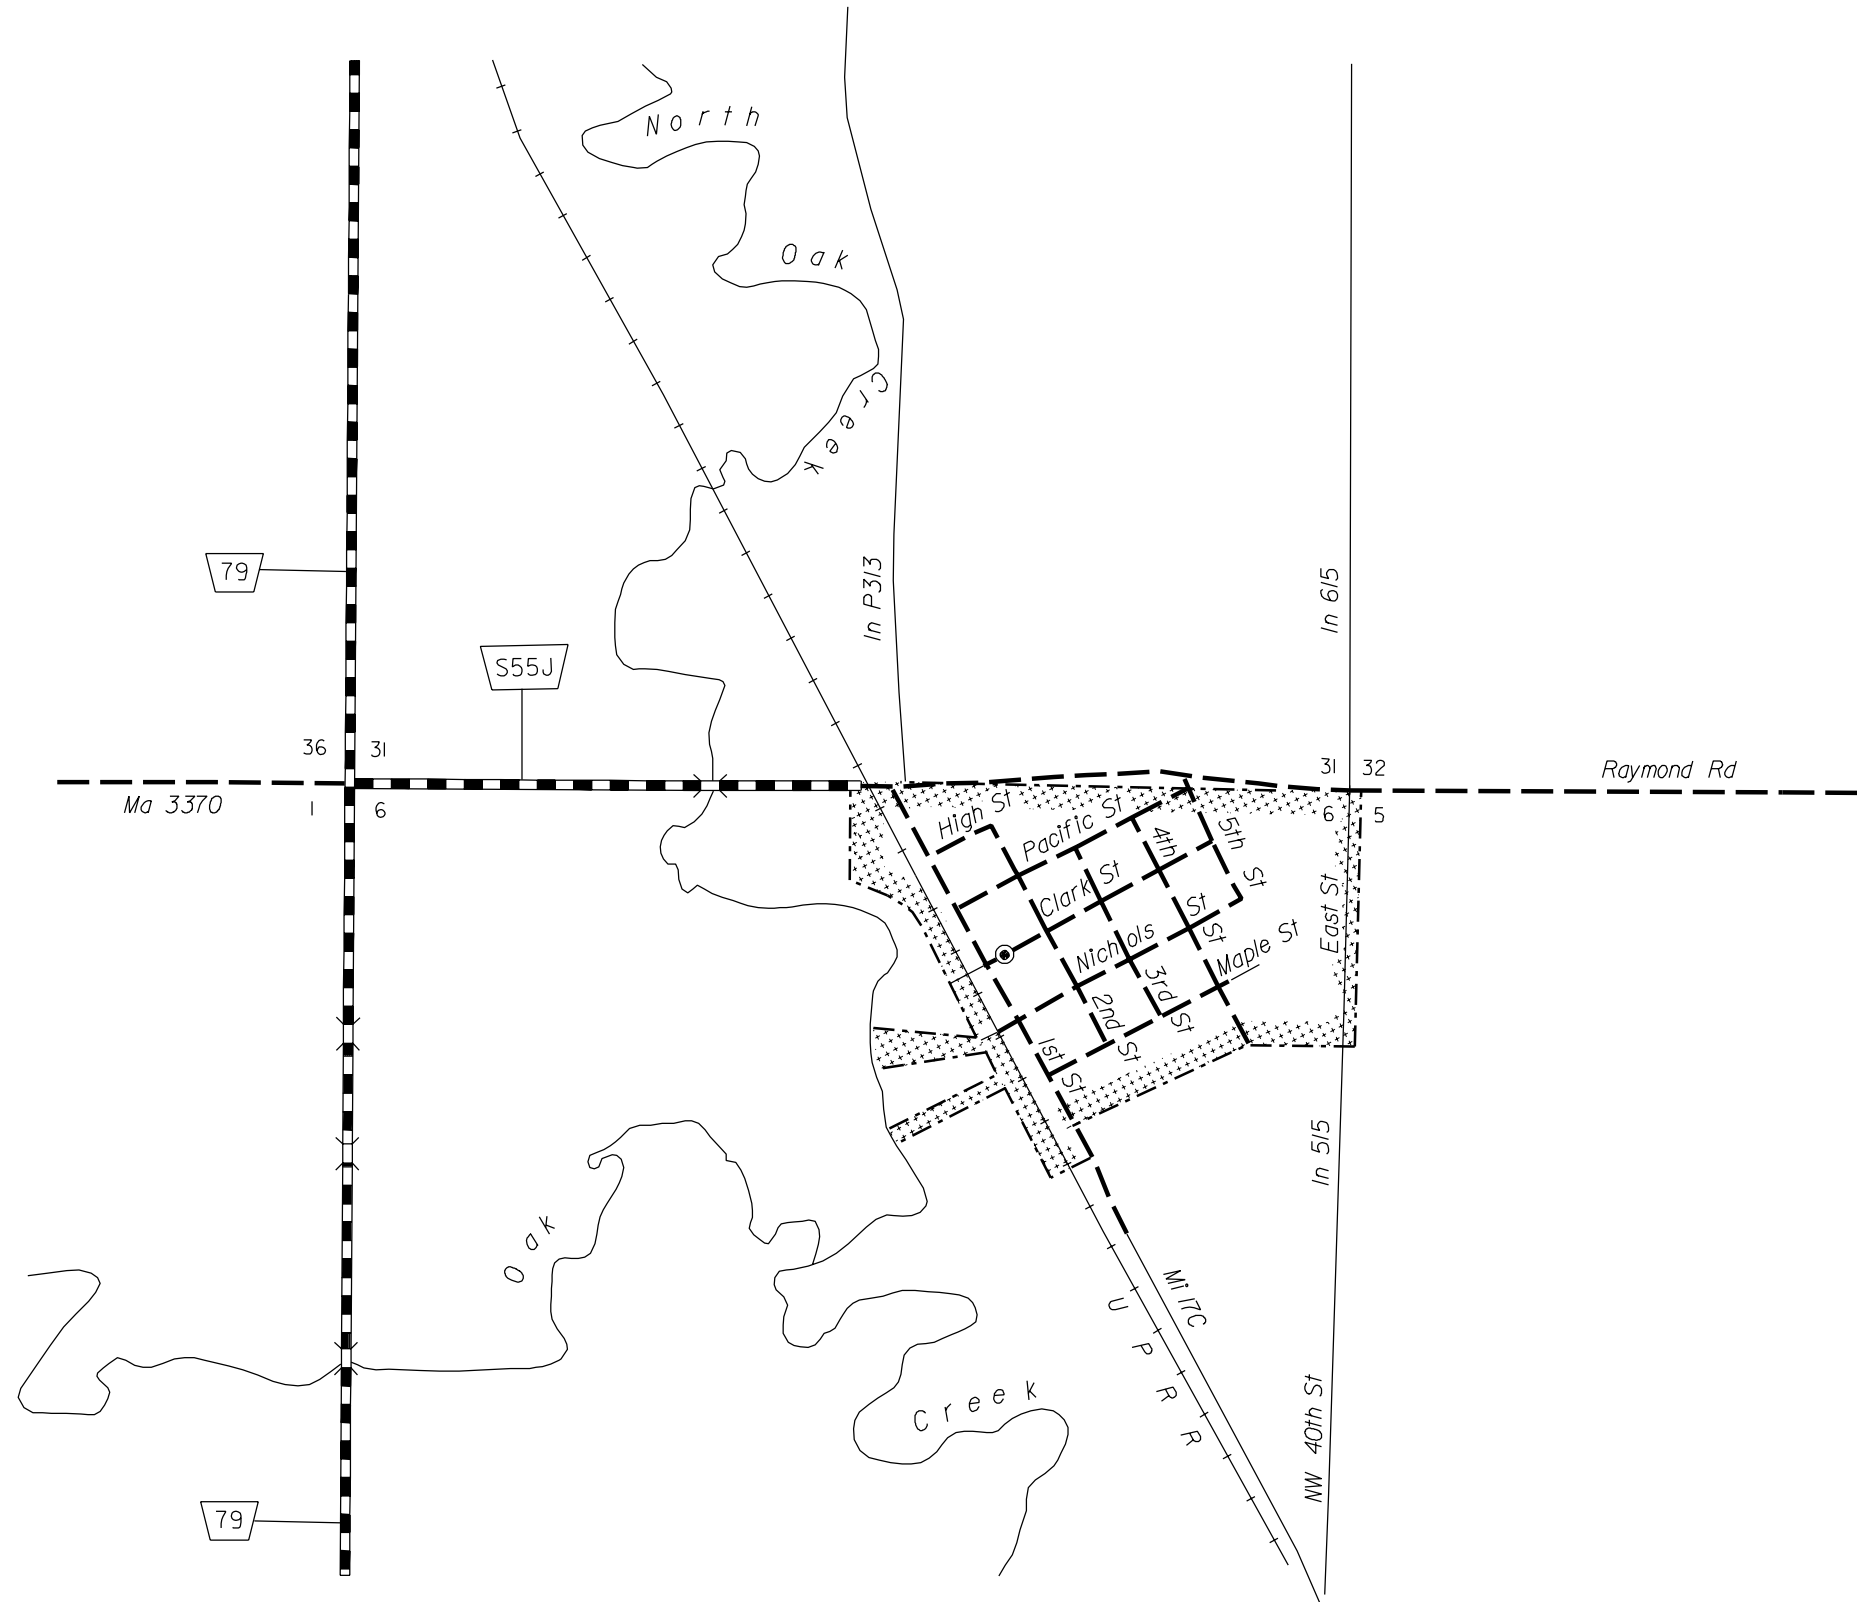 North
Oak
Creek
79
In P313
In 615
S55J
36
31
31
32
Raymond Rd
Ma 3370
1
6
6
5
High St
Pacific St
4th St
5th St
Clark St
East St
Nichols St
Maple St
3rd St
2nd St
1st St
In 515
Oak
Mi 17C
UPRR
Creek
NW 40th St
79